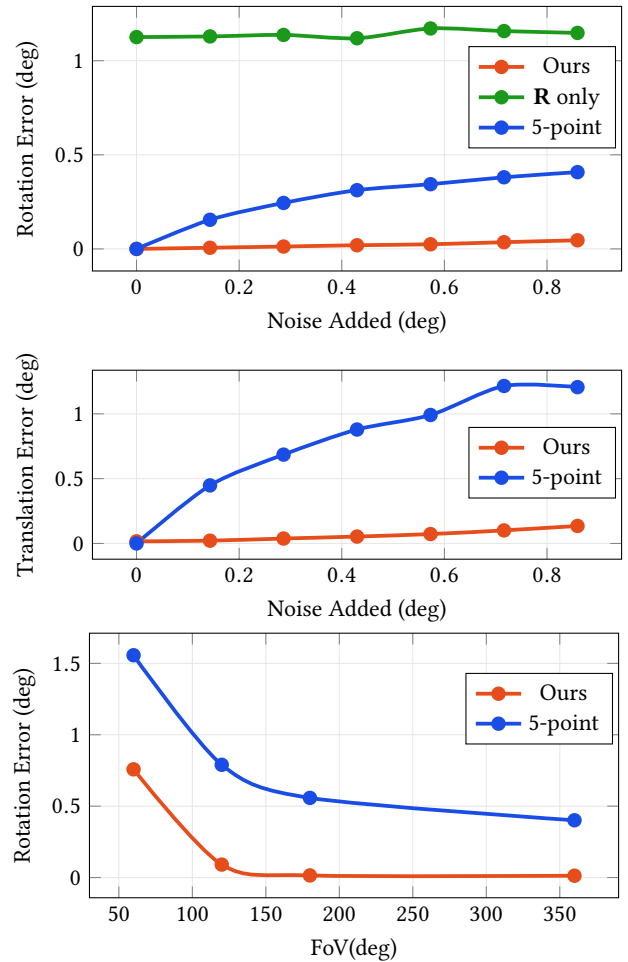 Rotation Error (deg)
1
0.5
0
Ours
R only
5-point
0
0.2
0.4
0.6
0.8
Noise Added (deg)
Translation Error (deg)
1
0.5
0
Ours
5-point
0
0.2
0.4
0.6
0.8
Noise Added (deg)
Rotation Error (deg)
1.5
1
0.5
0
Ours
5-point
50
100
150
200
250
300
350
FoV(deg)